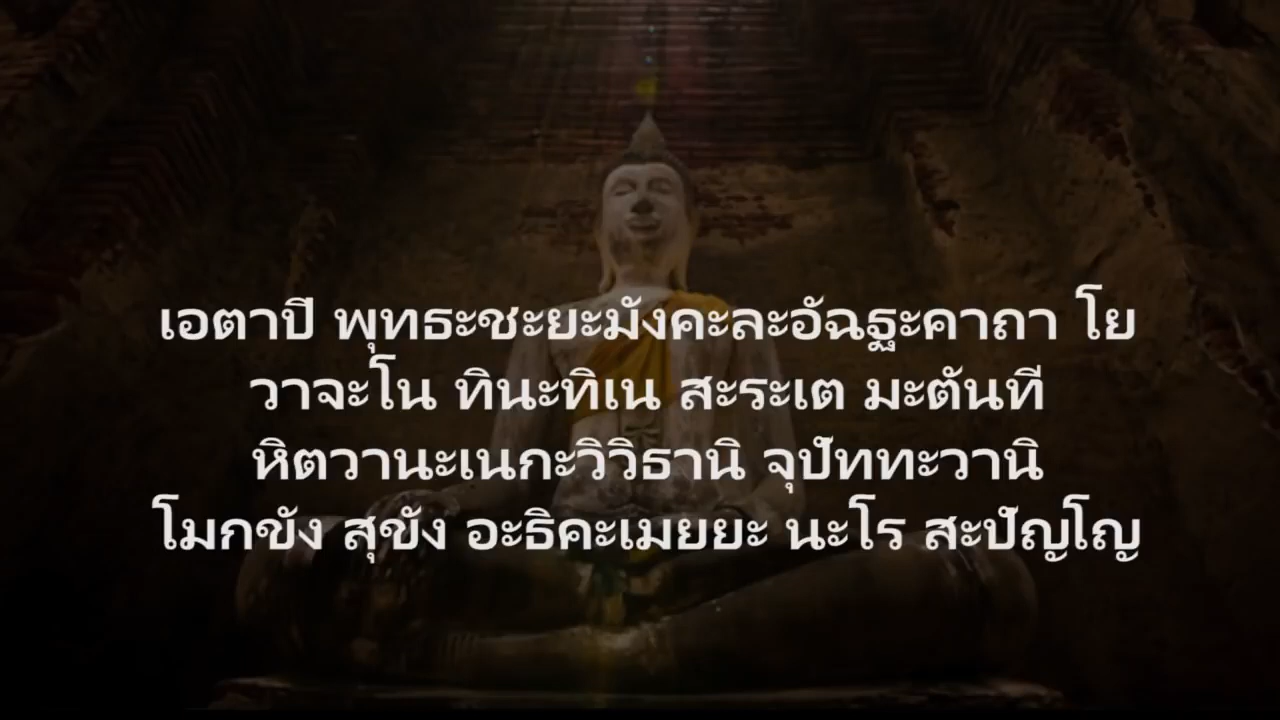 เอตาปี พุทธะชะยะมังคะละอัฉฐะคาถา โย
วาจะโน ทินะทิเน สะระเต มะตันที
หิตวานะเนกะวิวิธานิ จุปัททะวานิ
โมกขัง สุขัง อะธิคะเมยยะ นะโร สะปัญโญ